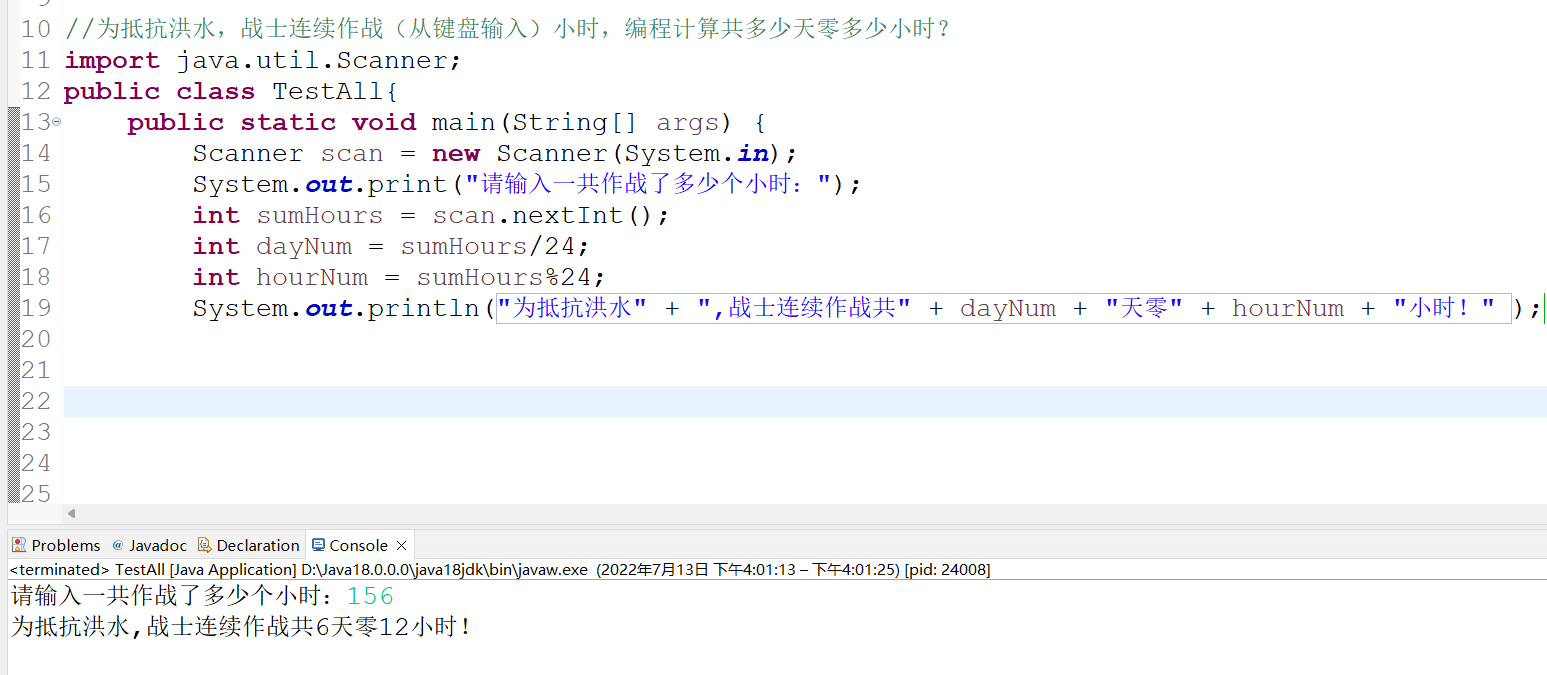 10 //为抵抗洪水，战士连续作战（从键盘输入）小时，编程计算共多少天零多少小时？
11 import java.util.Scanner;
12 public class TestAll{
13 public static void main(String[] args) {
14 Scanner scan = new Scanner(System.in);
15 System.out.print("请输入一共作战了多少个小时：");
16 int sumHours = scan.nextInt();
17 int dayNum = sumHours/24;
18 int hourNum = sumHours%24;
19 System.out.println("为抵抗洪水" + ",战士连续作战共" + dayNum + "天零" + hourNum + "小时！" );
20
21
22
23
24
25
Problems @ Javadoc Declaration Console
<terminated> TestAll [Java Application] D:\Java18.0.0.0\java18jdk\bin\javaw.exe (2022年7月13日 下午4:01:13 – 下午4:01:25) [pid: 24008]
请输入一共作战了多少个小时：156
为抵抗洪水,战士连续作战共6天零12小时！